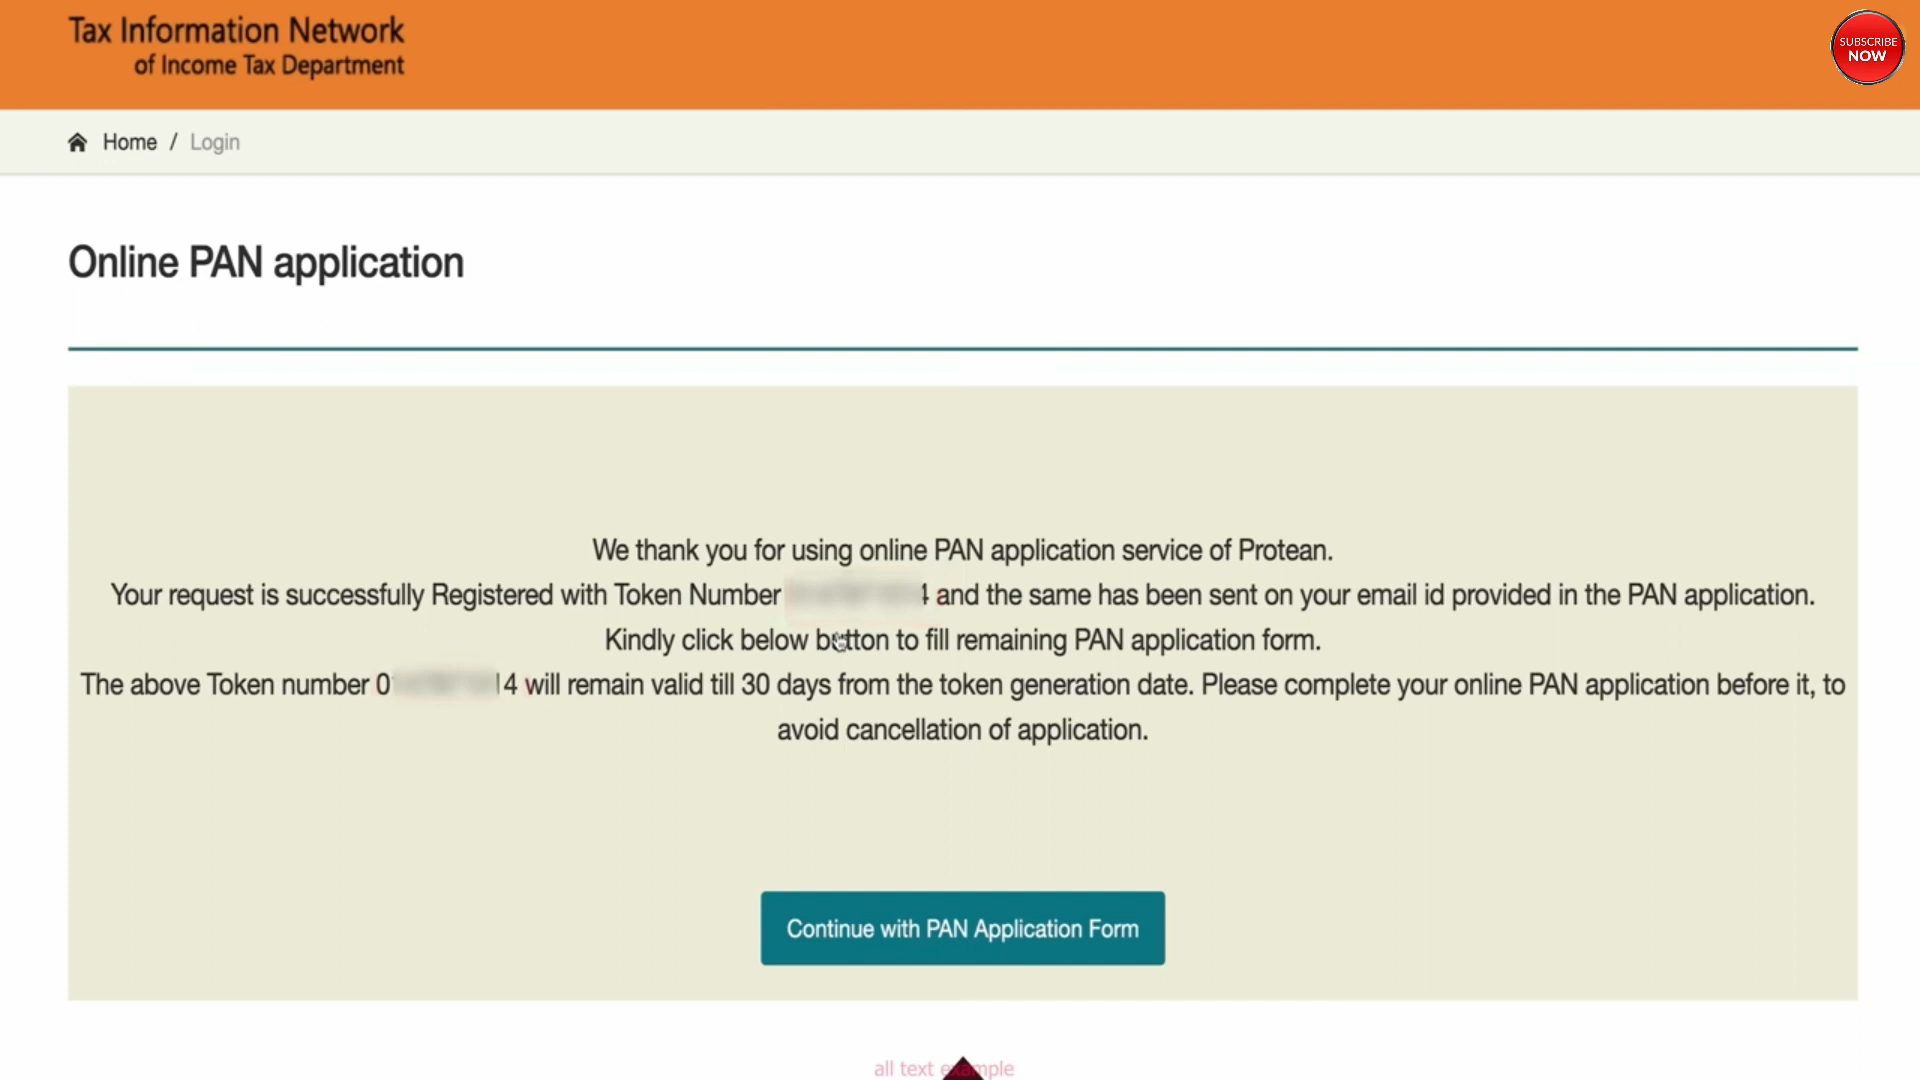 Tax Information Network
of Income Tax Department
SUBSCRIBE
NOW
Home / Login
Online PAN application
We thank you for using online PAN application service of Protean.
Your request is successfully Registered with Token Number 4 and the same has been sent on your email id provided in the PAN application.
Kindly click below button to fill remaining PAN application form.
The above Token number 0 14 will remain valid till 30 days from the token generation date. Please complete your online PAN application before it, to
avoid cancellation of application.
Continue with PAN Application Form
all text example